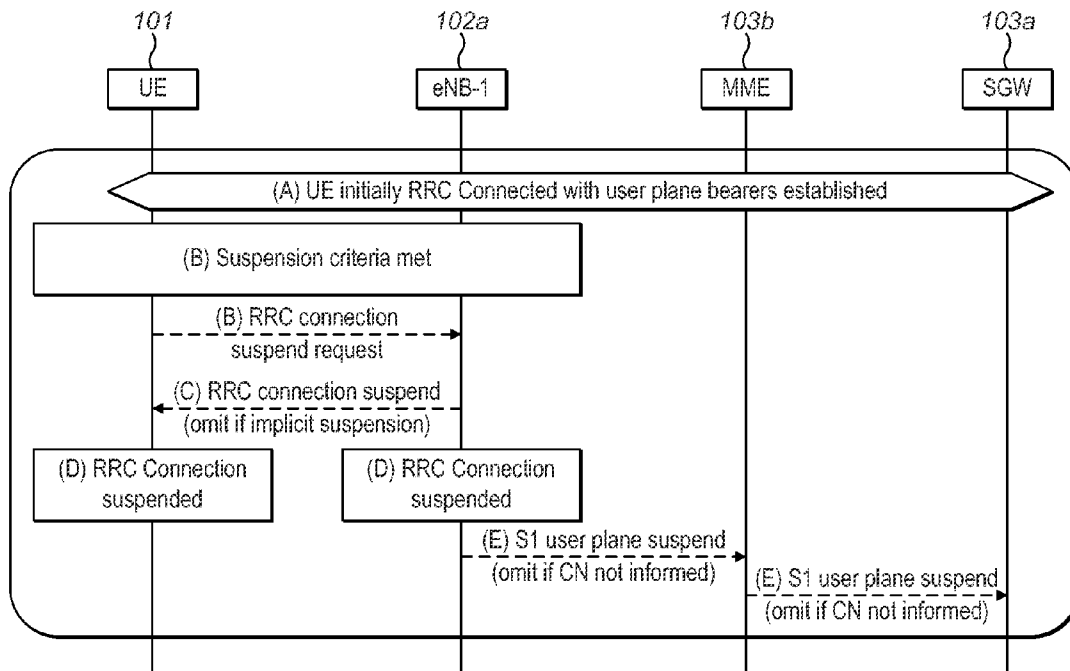 101
102a
103b
103a
UE
eNB-1
MME
SGW
(A) UE initially RRC Connected with user plane bearers established
(B) Suspension criteria met
(B) RRC connection
suspend request
(C) RRC connection suspend
(omit if implicit suspension)
(D) RRC Connection
suspended
(D) RRC Connection
suspended
(E) S1 user plane suspend
(omit if CN not informed)
(E) S1 user plane suspend
(omit if CN not informed)